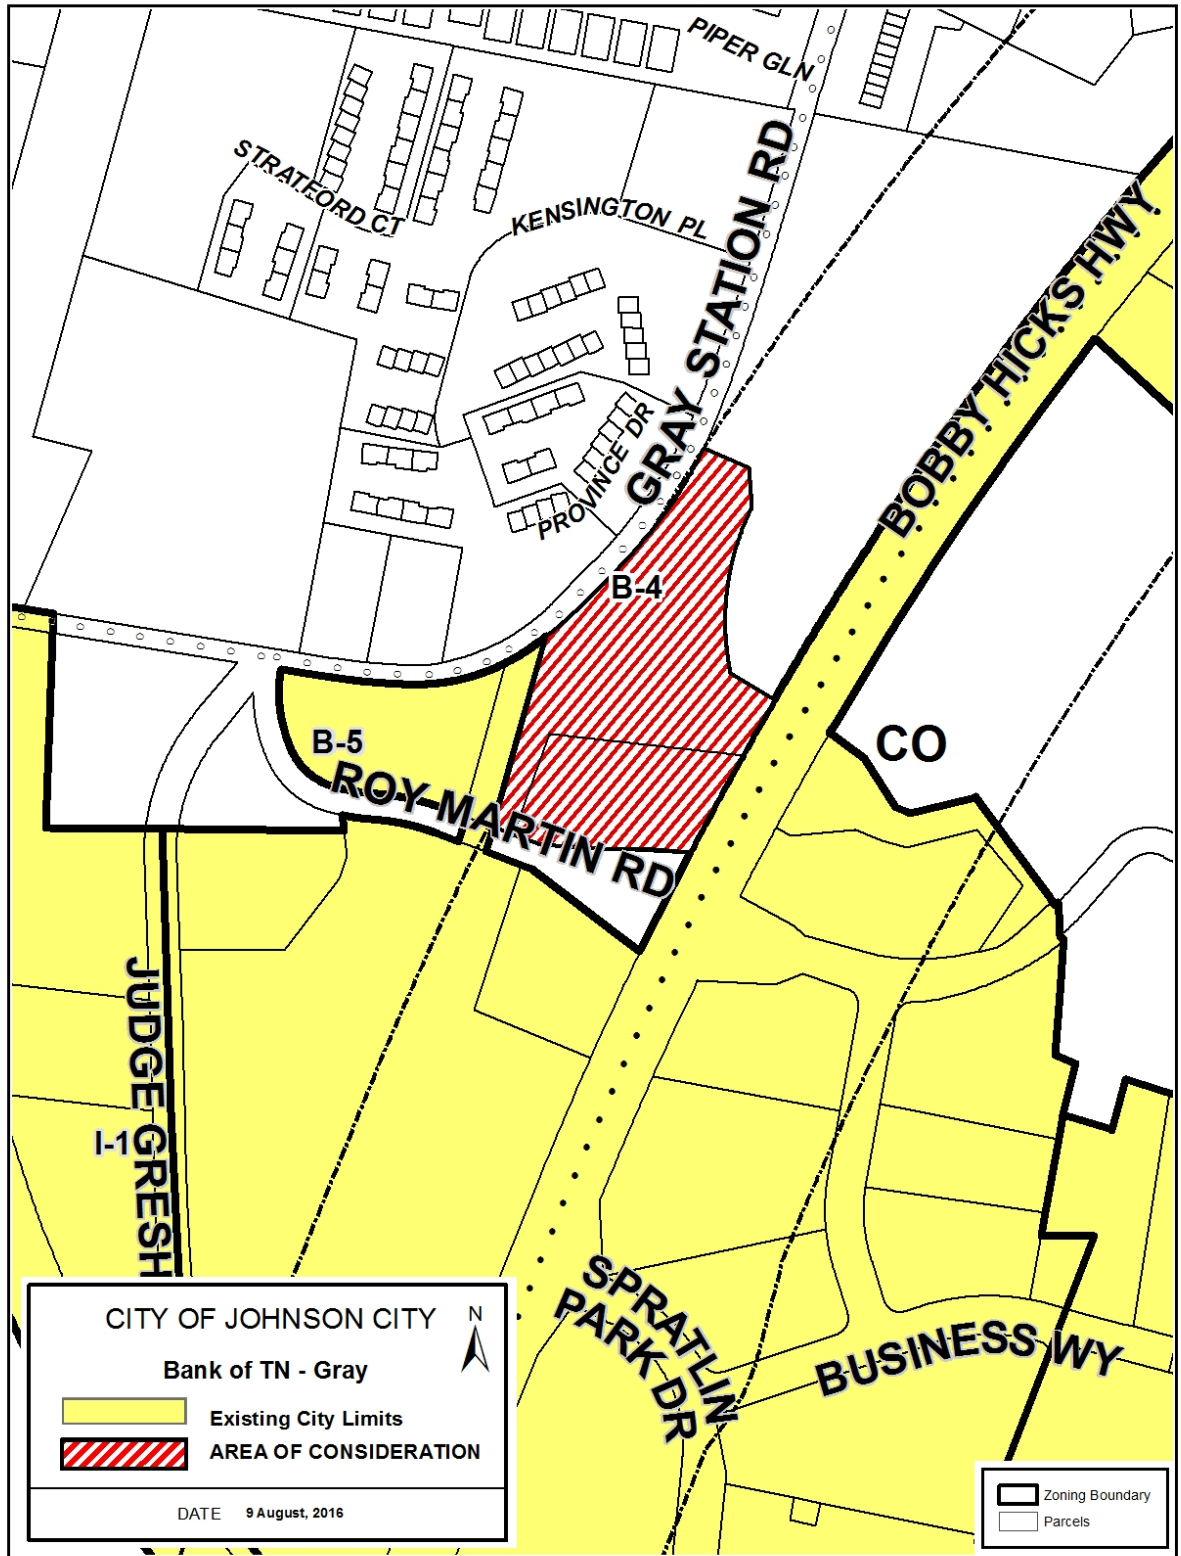 PIPER GLN
STRATFORD CT
KENSINGTON PL
GRAY STATION RD
BOBBY HICKS HWY
PROVINCE DR
B-4
B-5
CO
ROY MARTIN RD
JUDGE GRESH
I-1
SPRATLIN
PARK DR
BUSINESS WY
CITY OF JOHNSON CITY
N
Bank of TN - Gray
Existing City Limits
AREA OF CONSIDERATION
DATE 9 August, 2016
Zoning Boundary
Parcels